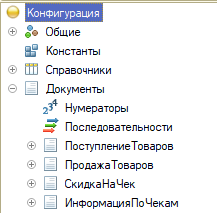 Конфигурация
Общие
Константы
Справочники
Документы
Нумераторы
Последовательности
ПоступлениеТоваров
ПродажаТоваров
СкидкаНаЧек
ИнформацияПоЧекам